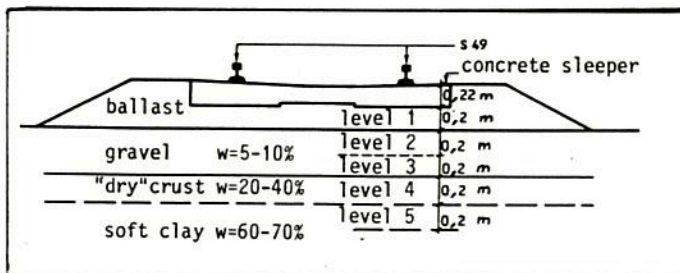 S 49
concrete sleeper
ballast 0,22 m
level 1 0,2 m
level 2 0,2 m
gravel w=5-10%
level 3 0,2 m
"dry"crust w=20-40% level 4 0,2 m
level 5 0,2 m
soft clay w=60-70%